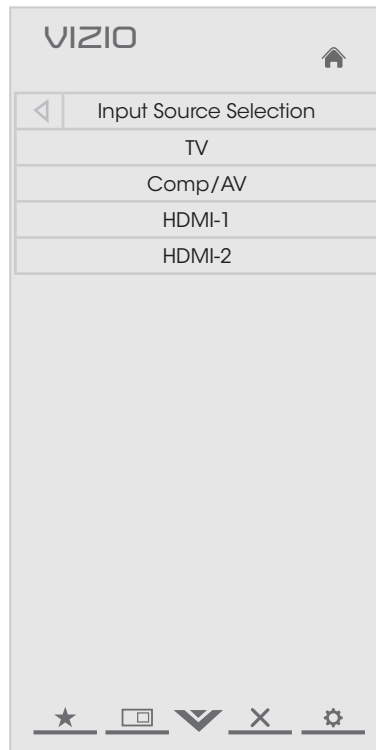 VIZIO
Input Source Selection
TV
Comp/AV
HDMI-1
HDMI-2